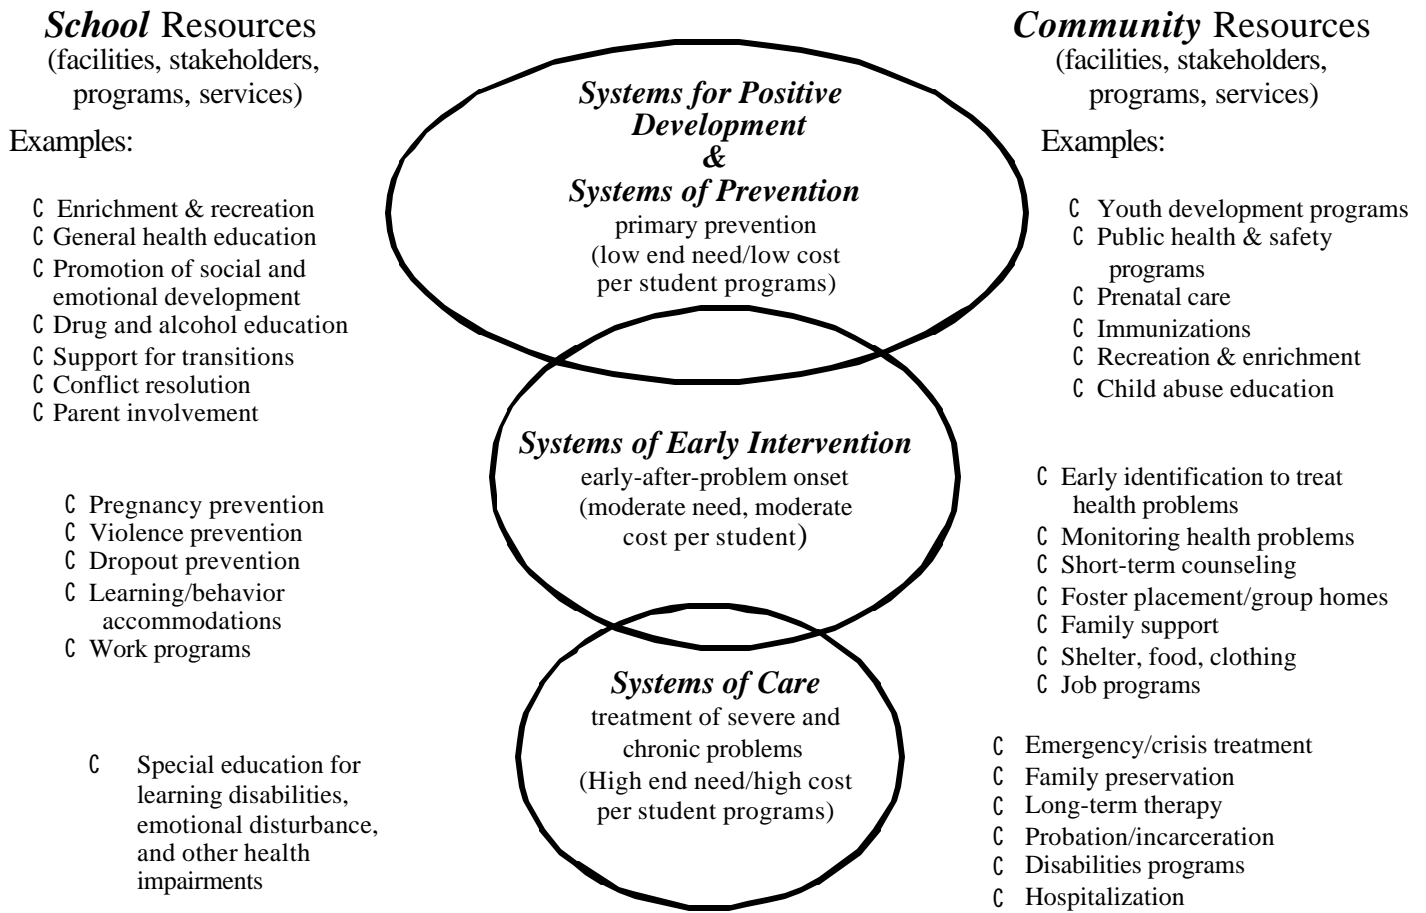 School Resources
(facilities, stakeholders,
programs, services)
Examples:
C Enrichment & recreation
C General health education
C Promotion of social and
emotional development
C Drug and alcohol education
C Support for transitions
C Conflict resolution
C Parent involvement
C Pregnancy prevention
C Violence prevention
C Dropout prevention
C Learning/behavior
accommodations
C Work programs
C Special education for
learning disabilities,
emotional disturbance,
and other health
impairments
Systems for Positive
Development
&
Systems of Prevention
primary prevention
(low end need/low cost
per student programs)
Systems of Early Intervention
early-after-problem onset
(moderate need, moderate
cost per student)
Systems of Care
treatment of severe and
chronic problems
(High end need/high cost
per student programs)
Community Resources
(facilities, stakeholders,
programs, services)
Examples:
C Youth development programs
C Public health & safety
programs
C Prenatal care
C Immunizations
C Recreation & enrichment
C Child abuse education
C Early identification to treat
health problems
C Monitoring health problems
C Short-term counseling
C Foster placement/group homes
C Family support
C Shelter, food, clothing
C Job programs
C Emergency/crisis treatment
C Family preservation
C Long-term therapy
C Probation/incarceration
C Disabilities programs
C Hospitalization